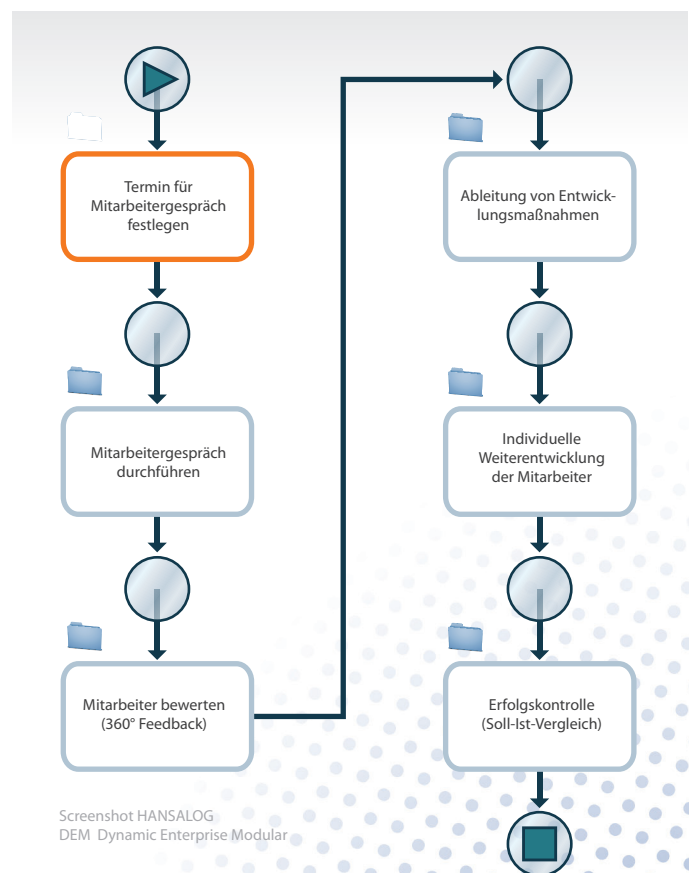 Termin für
Mitarbeitergespräch
festlegen
Mitarbeitergespräch
durchführen
Mitarbeiter bewerten
(360° Feedback)
Ableitung von Entwick-
lungsmaßnahmen
Individuelle
Weiterentwicklung
der Mitarbeiter
Erfolgskontrolle
(Soll-Ist-Vergleich)
Screenshot HANSALOG
DEM Dynamic Enterprise Modular